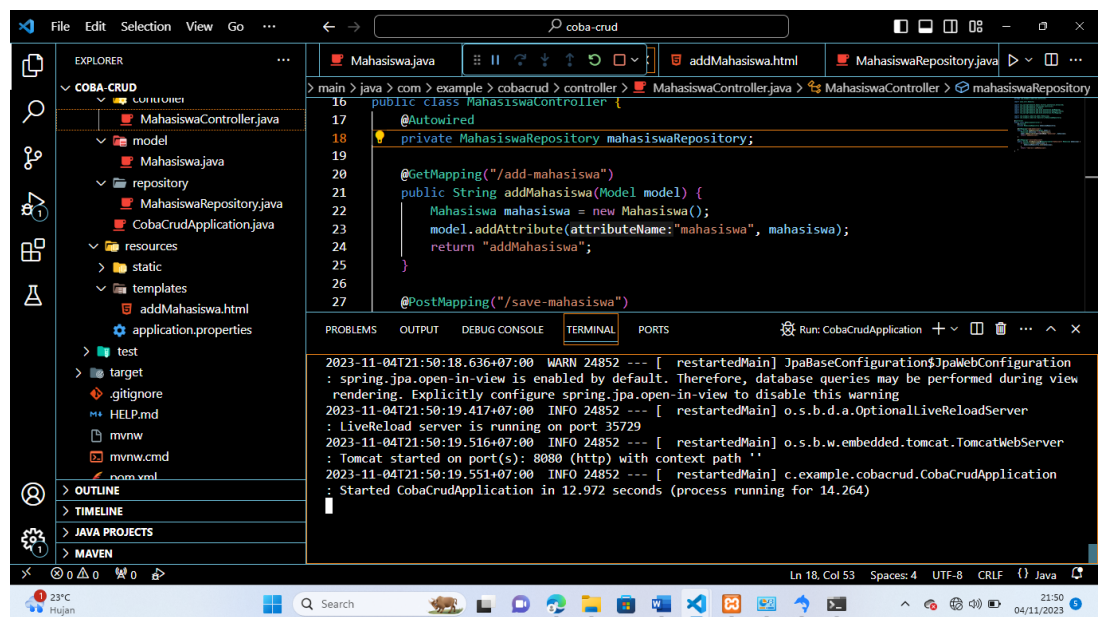 File Edit Selection View Go ···
coba-crud
EXPLORER ···
Mahasiswa.java
addMahasiswa.html
MahasiswaRepository.java
COBA-CRUD
controller
MahasiswaController.java
model
Mahasiswa.java
repository
MahasiswaRepository.java
CobaCrudApplication.java
resources
static
templates
addMahasiswa.html
application.properties
test
target
.gitignore
HELP.md
mvnw
mvnw.cmd
pom.xml
OUTLINE
TIMELINE
JAVA PROJECTS
MAVEN
> main > java > com > example > cobacrud > controller > MahasiswaController.java > MahasiswaController > mahasiswaRepository
16 public class MahasiswaController {
17 @Autowired
18 private MahasiswaRepository mahasiswaRepository;
19
20 @GetMapping("/add-mahasiswa")
21 public String addMahasiswa(Model model) {
22 Mahasiswa mahasiswa = new Mahasiswa();
23 model.addAttribute(attributeName:"mahasiswa", mahasiswa);
24 return "addMahasiswa";
25 }
26
27 @PostMapping("/save-mahasiswa")
PROBLEMS OUTPUT DEBUG CONSOLE TERMINAL PORTS
Run: CobaCrudApplication
2023-11-04T21:50:18.636+07:00 WARN 24852 --- [ restartedMain] JpaBaseConfiguration$JpaWebConfiguration
: spring.jpa.open-in-view is enabled by default. Therefore, database queries may be performed during view
rendering. Explicitly configure spring.jpa.open-in-view to disable this warning
2023-11-04T21:50:19.417+07:00 INFO 24852 --- [ restartedMain] o.s.b.d.a.OptionalLiveReloadServer
: LiveReload server is running on port 35729
2023-11-04T21:50:19.516+07:00 INFO 24852 --- [ restartedMain] o.s.b.w.embedded.tomcat.TomcatWebServer
: Tomcat started on port(s): 8080 (http) with context path ''
2023-11-04T21:50:19.551+07:00 INFO 24852 --- [ restartedMain] c.example.cobacrud.CobaCrudApplication
: Started CobaCrudApplication in 12.972 seconds (process running for 14.264)
1
1
0 0 0
Ln 18, Col 53 Spaces: 4 UTF-8 CRLF {} Java
1
23°C
Hujan
Search
21:50
04/11/2023
5